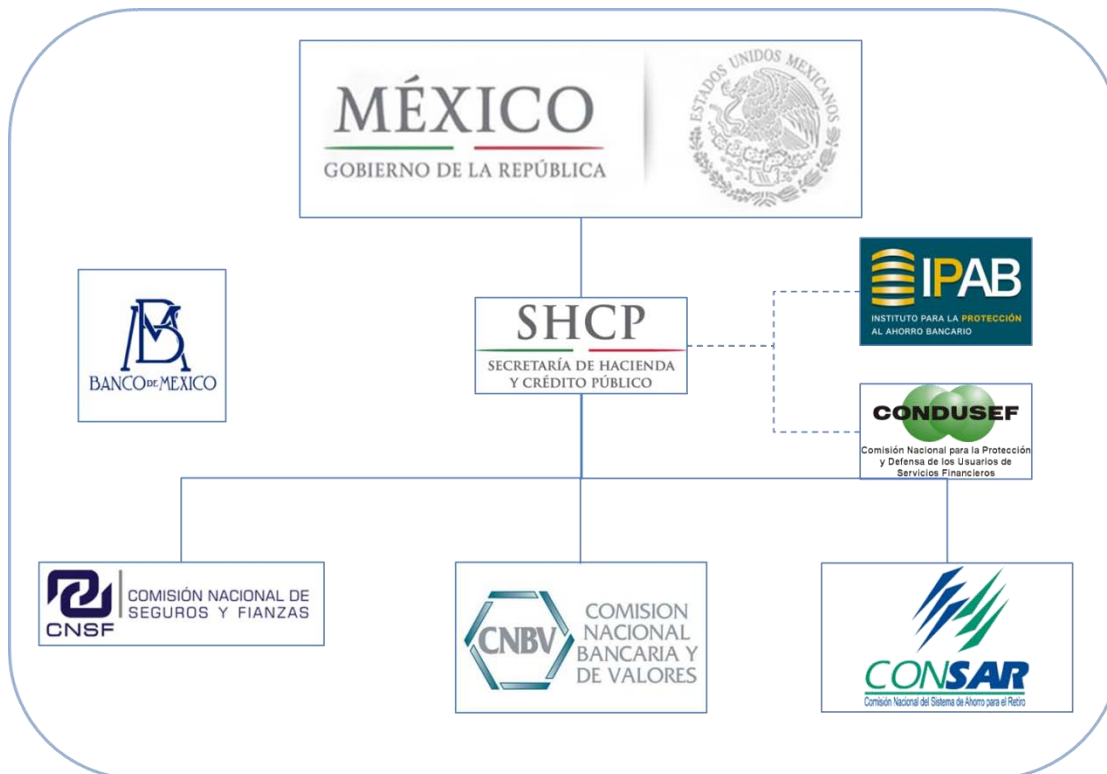 MÉXICO
GOBIERNO DE LA REPÚBLICA
ESTADOS UNIDOS MEXICANOS
BM
BANCO DE MEXICO
SHCP
SECRETARÍA DE HACIENDA
Y CRÉDITO PÚBLICO
IPAB
INSTITUTO PARA LA PROTECCIÓN
AL AHORRO BANCARIO
CONDUSEF
Comisión Nacional para la Protección
y Defensa de los Usuarios de
Servicios Financieros
CNSF
COMISIÓN NACIONAL DE
SEGUROS Y FIANZAS
CNBV
COMISION
NACIONAL
BANCARIA Y
DE VALORES
CONSAR
Comisión Nacional del Sistema de Ahorro para el Retiro